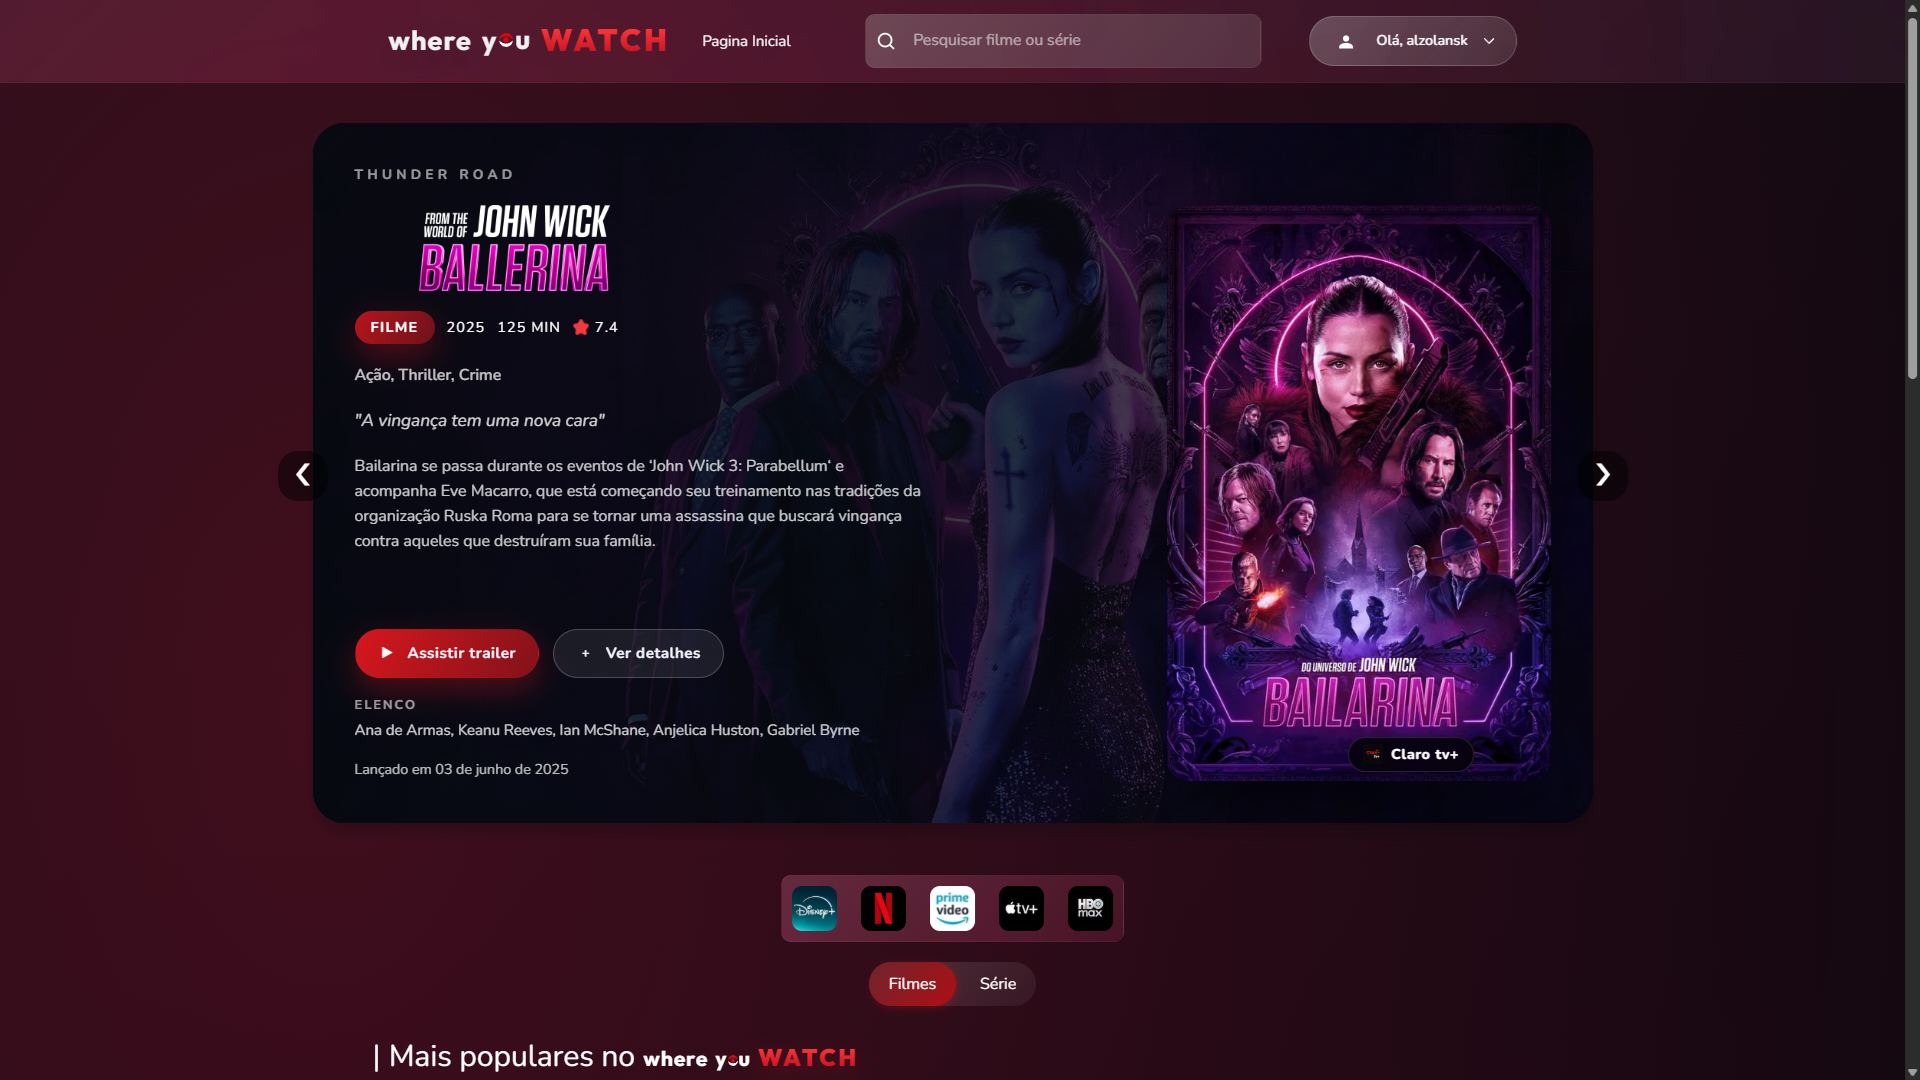 where you WATCH
Pagina Inicial
Pesquisar filme ou série
Olá, alzolansk
THUNDER ROAD
FROM THE
WORLD OF JOHN WICK
BALLERINA
FILME 2025 125 MIN 7.4
Ação, Thriller, Crime
"A vingança tem uma nova cara"
Bailarina se passa durante os eventos de ‘John Wick 3: Parabellum‘ e
acompanha Eve Macarro, que está começando seu treinamento nas tradições da
organização Ruska Roma para se tornar uma assassina que buscará vingança
contra aqueles que destruíram sua família.
Assistir trailer
+ Ver detalhes
ELENCO
Ana de Armas, Keanu Reeves, Ian McShane, Anjelica Huston, Gabriel Byrne
Lançado em 03 de junho de 2025
DO UNIVERSO DE JOHN WICK
BAILARINA
Claro tv+
Disney+
N
prime
video
tv+
HBO
max
Filmes
Série
| Mais populares no where you WATCH